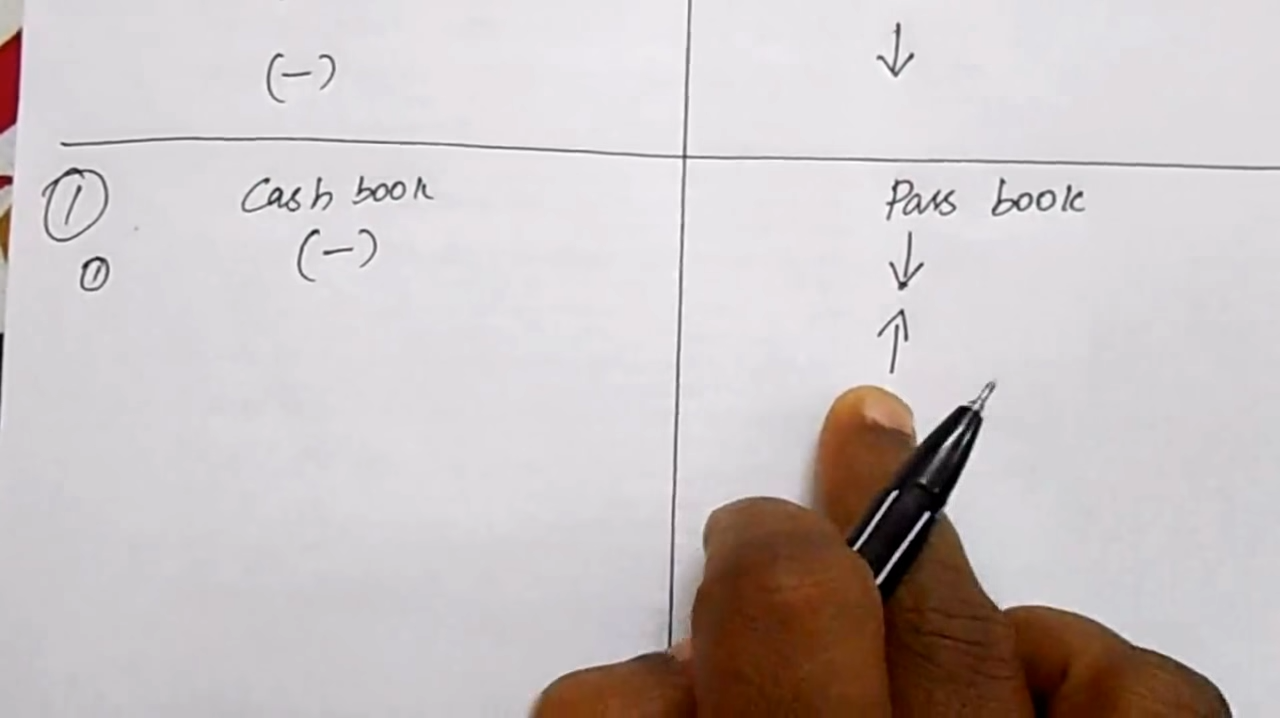 (-) ↓
① Cash book Pass book
① (-) ↓
↑